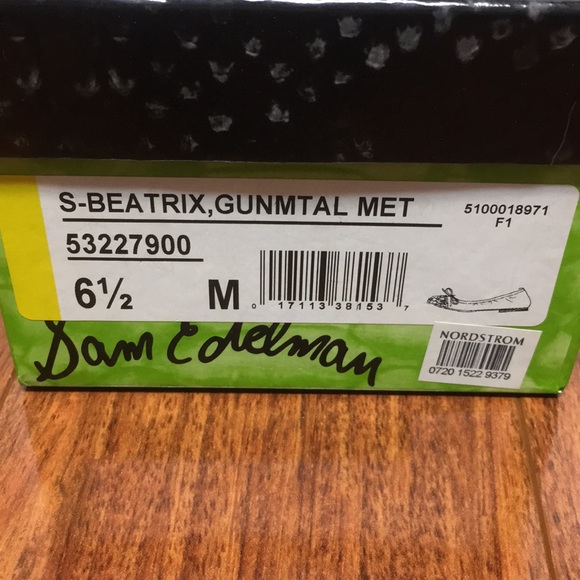 S-BEATRIX,GUNMTAL MET
5100018971
F1
53227900
6½ M
0 17113 38153 7
Sam Edelman
NORDSTROM
0720 1522 9379